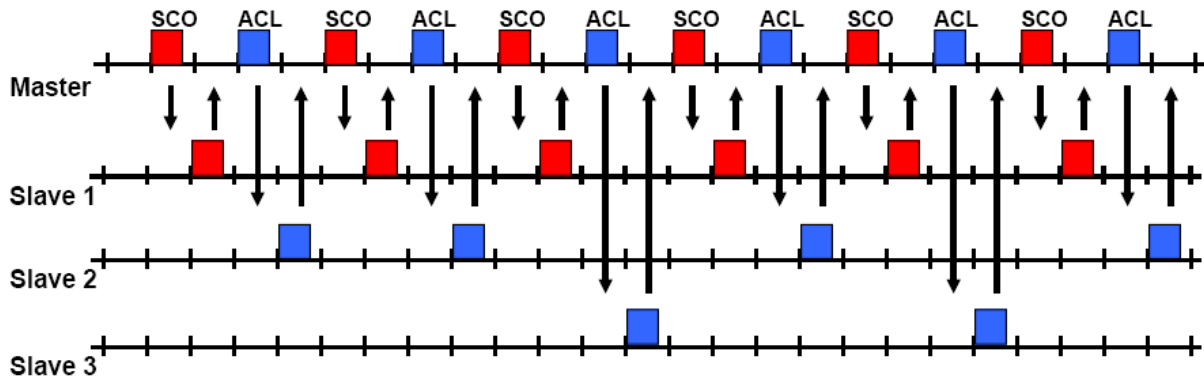 SCO ACL SCO ACL SCO ACL SCO ACL SCO ACL SCO ACL
Master
Slave 1
Slave 2
Slave 3